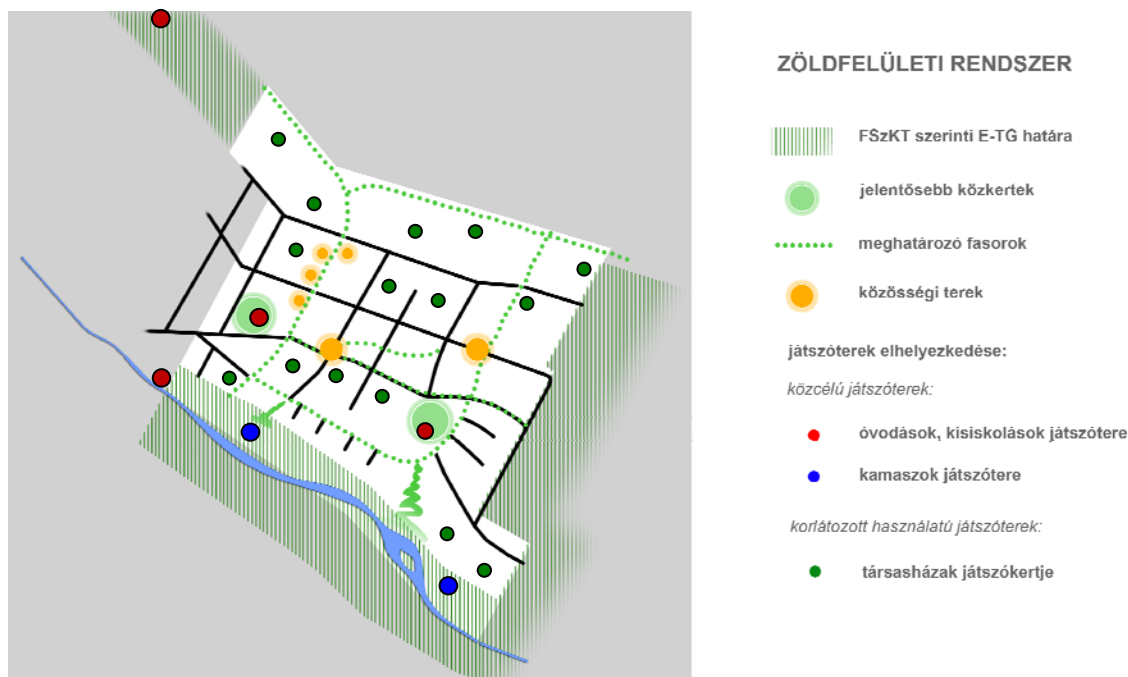 ZÖLDFELÜLETI RENDSZER
FSzKT szerinti E-TG határa
jelentősebb közkertek
meghatározó fasorok
közösségi terek
játszóterek elhelyezkedése:
közcélú játszóterek:
óvodások, kisiskolások játszótere
kamaszok játszótere
korlátozott használatú játszóterek:
társasházak játszókertje